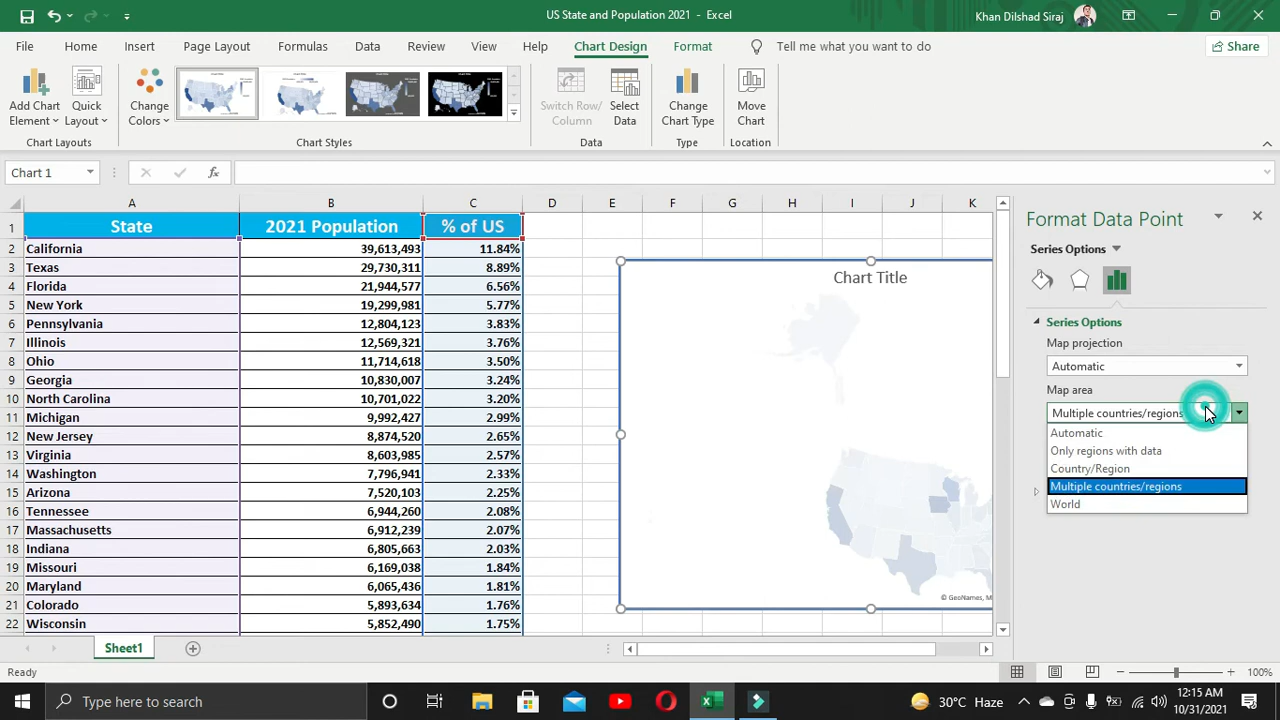 US State and Population 2021 - Excel
Khan Dilshad Siraj
File Home Insert Page Layout Formulas Data Review View Help Chart Design Format Tell me what you want to do Share
Add Chart Element
Quick Layout
Change Colors
Switch Row/ Column
Select Data
Change Chart Type
Move Chart
Chart Layouts Chart Styles Data Type Location
Chart 1 fx
A B C D E F G H I J K
1 State 2021 Population % of US
2 California 39,613,493 11.84%
3 Texas 29,730,311 8.89%
4 Florida 21,944,577 6.56%
5 New York 19,299,981 5.77%
6 Pennsylvania 12,804,123 3.83%
7 Illinois 12,569,321 3.76%
8 Ohio 11,714,618 3.50%
9 Georgia 10,830,007 3.24%
10 North Carolina 10,701,022 3.20%
11 Michigan 9,992,427 2.99%
12 New Jersey 8,874,520 2.65%
13 Virginia 8,603,985 2.57%
14 Washington 7,796,941 2.33%
15 Arizona 7,520,103 2.25%
16 Tennessee 6,944,260 2.08%
17 Massachusetts 6,912,239 2.07%
18 Indiana 6,805,663 2.03%
19 Missouri 6,169,038 1.84%
20 Maryland 6,065,436 1.81%
21 Colorado 5,893,634 1.76%
22 Wisconsin 5,852,490 1.75%
Chart Title
© GeoNames, M
Format Data Point
Series Options
Series Options
Map projection
Automatic
Map area
Multiple countries/regions
Automatic
Only regions with data
Country/Region
Multiple countries/regions
World
Sheet1
Ready
100%
Type here to search
30°C Haze
12:15 AM
10/31/2021